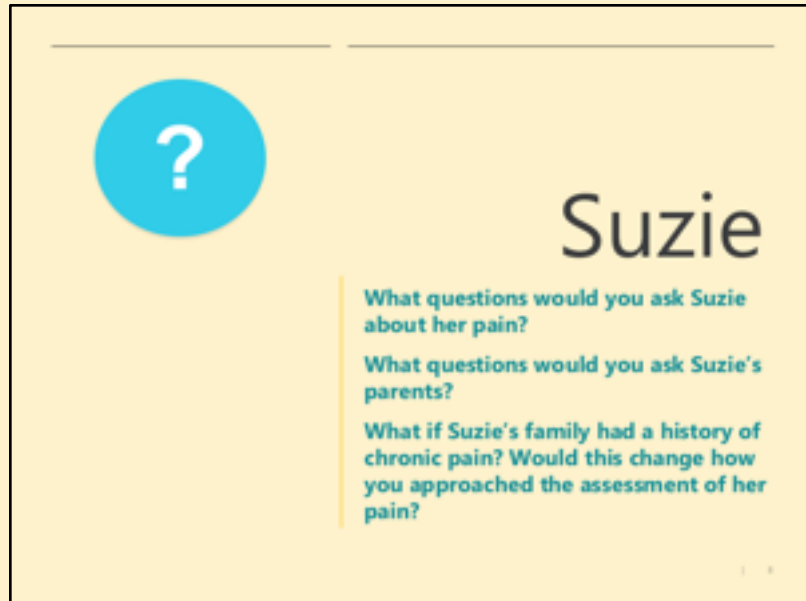 ?
Suzie
What questions would you ask Suzie
about her pain?
What questions would you ask Suzie's
parents?
What if Suzie's family had a history of
chronic pain? Would this change how
you approached the assessment of her
pain?